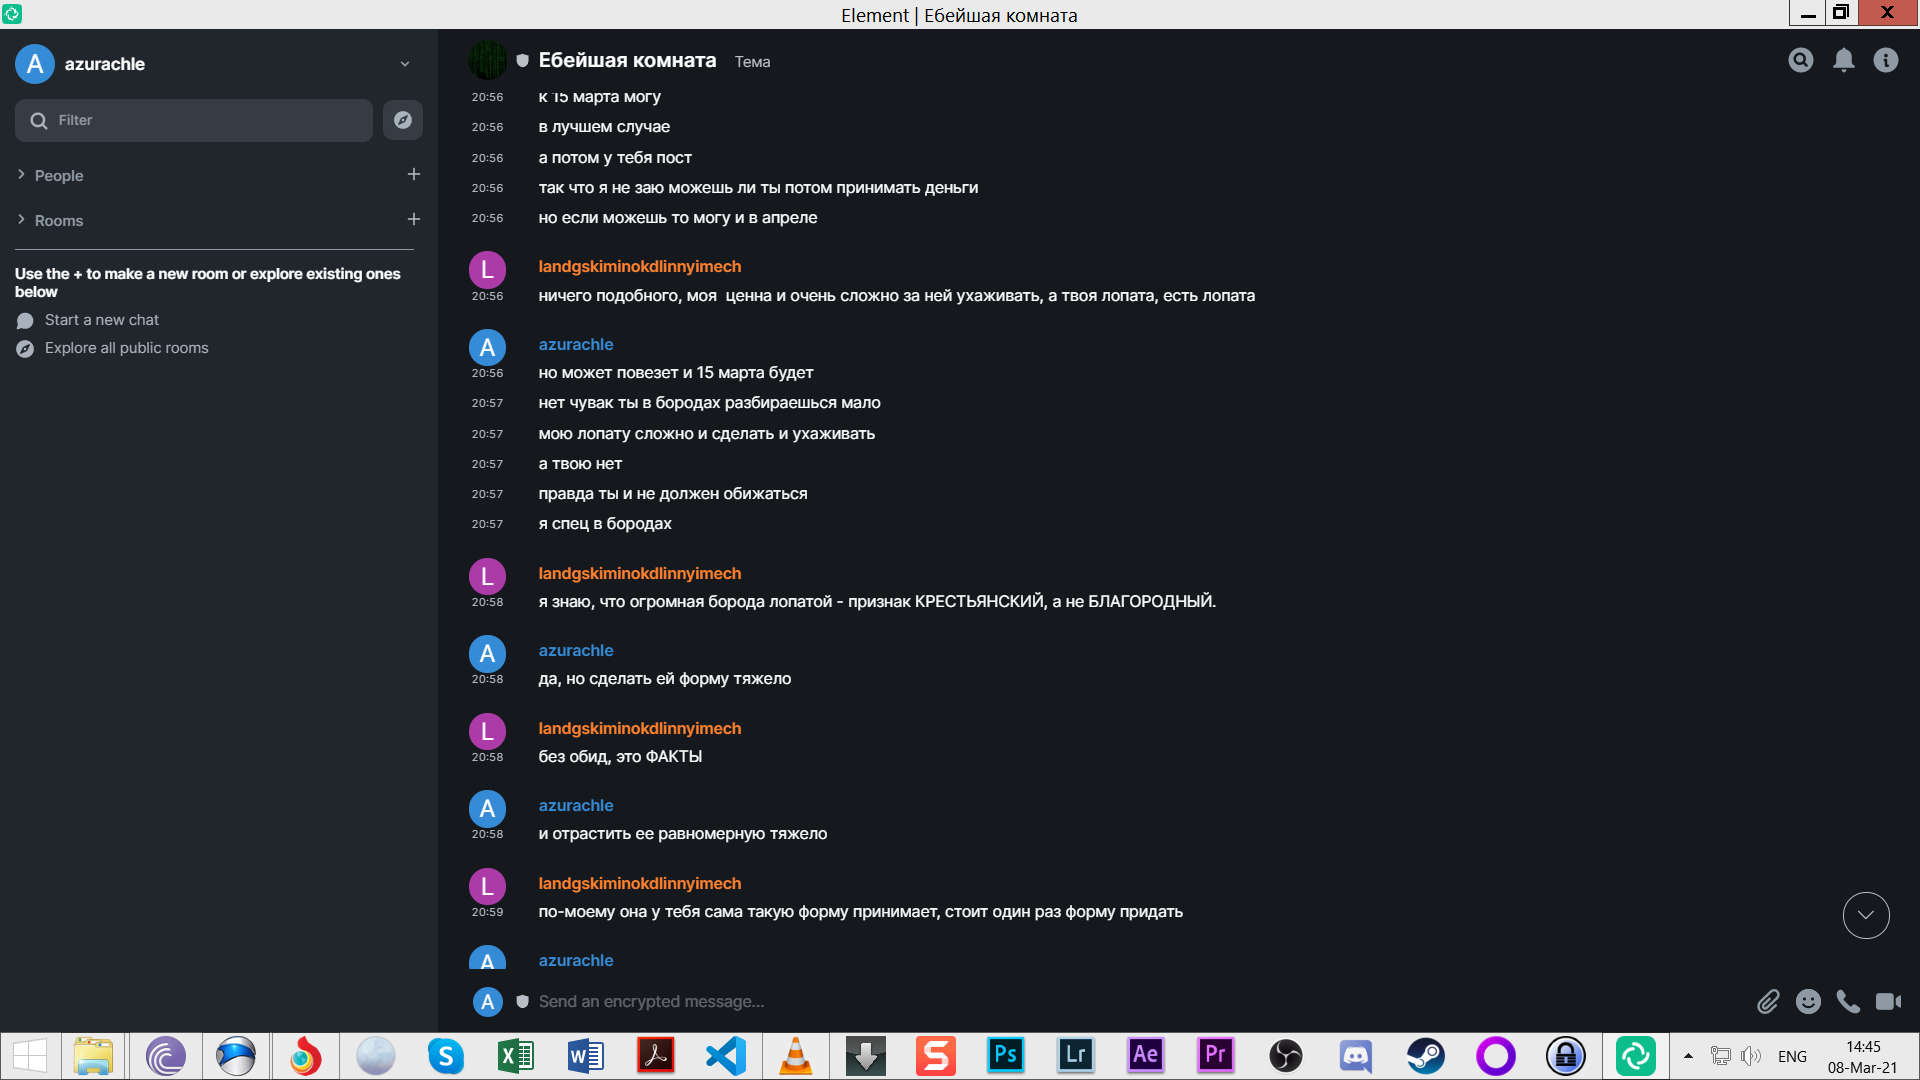 Element | Ебейшая комната
A azurachle
Filter
People
Rooms
Use the + to make a new room or explore existing ones
below
Start a new chat
Explore all public rooms
Ебейшая комната Тема
20:56 к 15 марта могу
20:56 в лучшем случае
20:56 а потом у тебя пост
20:56 так что я не заю можешь ли ты потом принимать деньги
20:56 но если можешь то могу и в апреле
L landgskiminokdlinnyimech
20:56 ничего подобного, моя  ценна и очень сложно за ней ухаживать, а твоя лопата, есть лопата
A azurachle
20:56 но может повезет и 15 марта будет
20:57 нет чувак ты в бородах разбираешься мало
20:57 мою лопату сложно и сделать и ухаживать
20:57 а твою нет
20:57 правда ты и не должен обижаться
20:57 я спец в бородах
L landgskiminokdlinnyimech
20:58 я знаю, что огромная борода лопатой - признак КРЕСТЬЯНСКИЙ, а не БЛАГОРОДНЫЙ.
A azurachle
20:58 да, но сделать ей форму тяжело
L landgskiminokdlinnyimech
20:58 без обид, это ФАКТЫ
A azurachle
20:58 и отрастить ее равномерную тяжело
L landgskiminokdlinnyimech
20:59 по-моему она у тебя сама такую форму принимает, стоит один раз форму придать
A azurachle
A Send an encrypted message...
Ps Lr Ae Pr
ENG
14:45
08-Mar-21